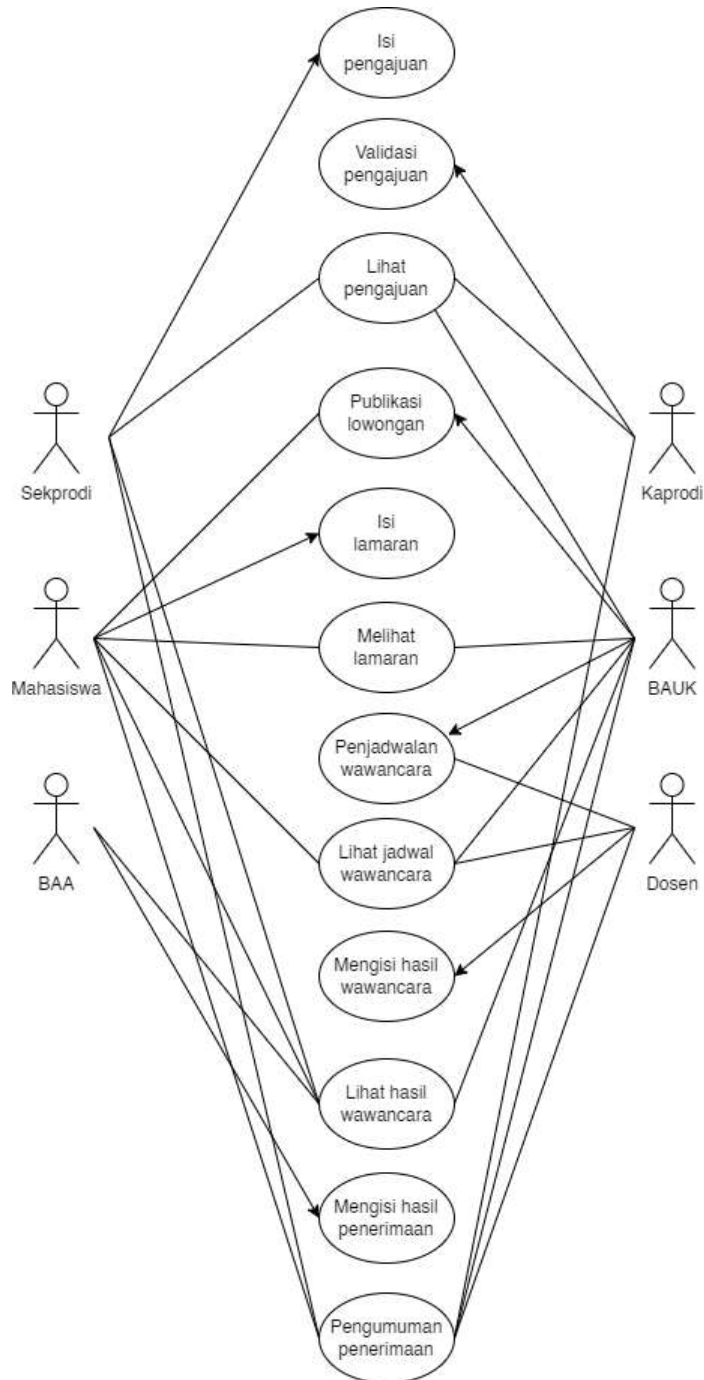 Isi
pengajuan
Validasi
pengajuan
Lihat
pengajuan
Publikasi
lowongan
Sekprodi
Kaprodi
Isi
lamaran
Melihat
lamaran
Mahasiswa
BAUK
Penjadwalan
wawancara
Lihat jadwal
wawancara
BAA
Dosen
Mengisi hasil
wawancara
Lihat hasil
wawancara
Mengisi hasil
penerimaan
Pengumuman
penerimaan